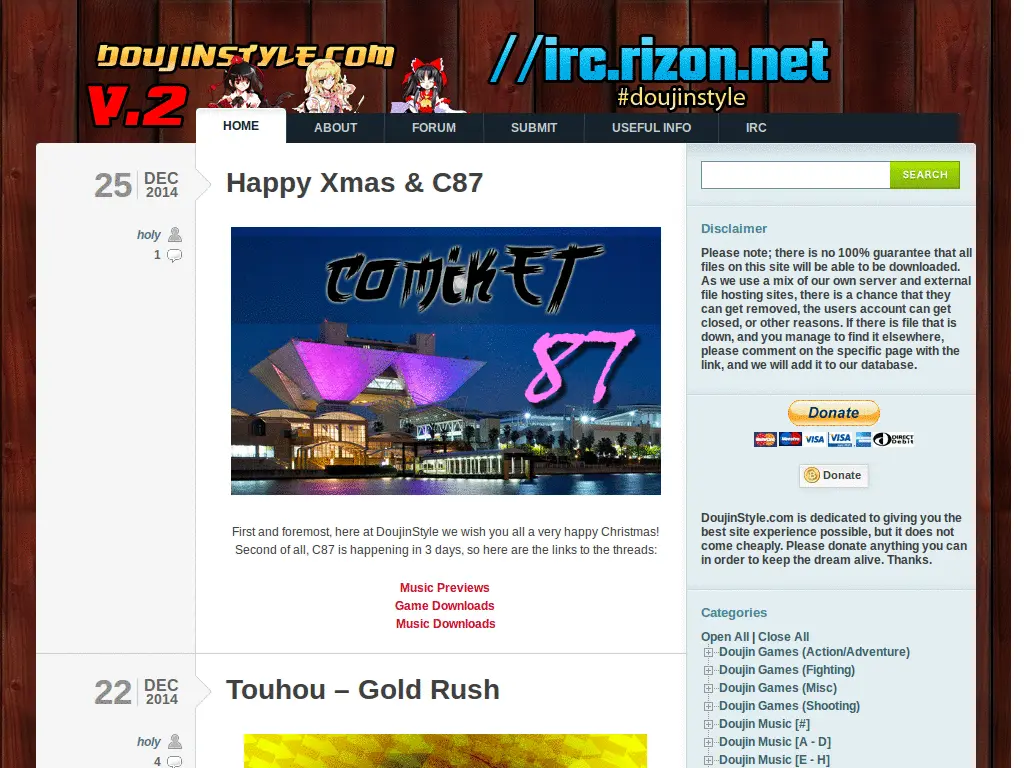 DOUJINSTYLE.COM
V.2
//irc.rizon.net
#doujinstyle
HOME
ABOUT
FORUM
SUBMIT
USEFUL INFO
IRC
25
DEC
2014
holy
1
Happy Xmas & C87
COMIKET
87
First and foremost, here at DoujinStyle we wish you all a very happy Christmas!
Second of all, C87 is happening in 3 days, so here are the links to the threads:
Music Previews
Game Downloads
Music Downloads
22
DEC
2014
holy
4
Touhou – Gold Rush
SEARCH
Disclaimer
Please note; there is no 100% guarantee that all
files on this site will be able to be downloaded.
As we use a mix of our own server and external
file hosting sites, there is a chance that they
can get removed, the users account can get
closed, or other reasons. If there is file that is
down, and you manage to find it elsewhere,
please comment on the specific page with the
link, and we will add it to our database.
Donate
MasterCard Maestro VISA VISA DIRECT Debit
Donate
DoujinStyle.com is dedicated to giving you the
best site experience possible, but it does not
come cheaply. Please donate anything you can
in order to keep the dream alive. Thanks.
Categories
Open All | Close All
Doujin Games (Action/Adventure)
Doujin Games (Fighting)
Doujin Games (Misc)
Doujin Games (Shooting)
Doujin Music [#]
Doujin Music [A - D]
Doujin Music [E - H]